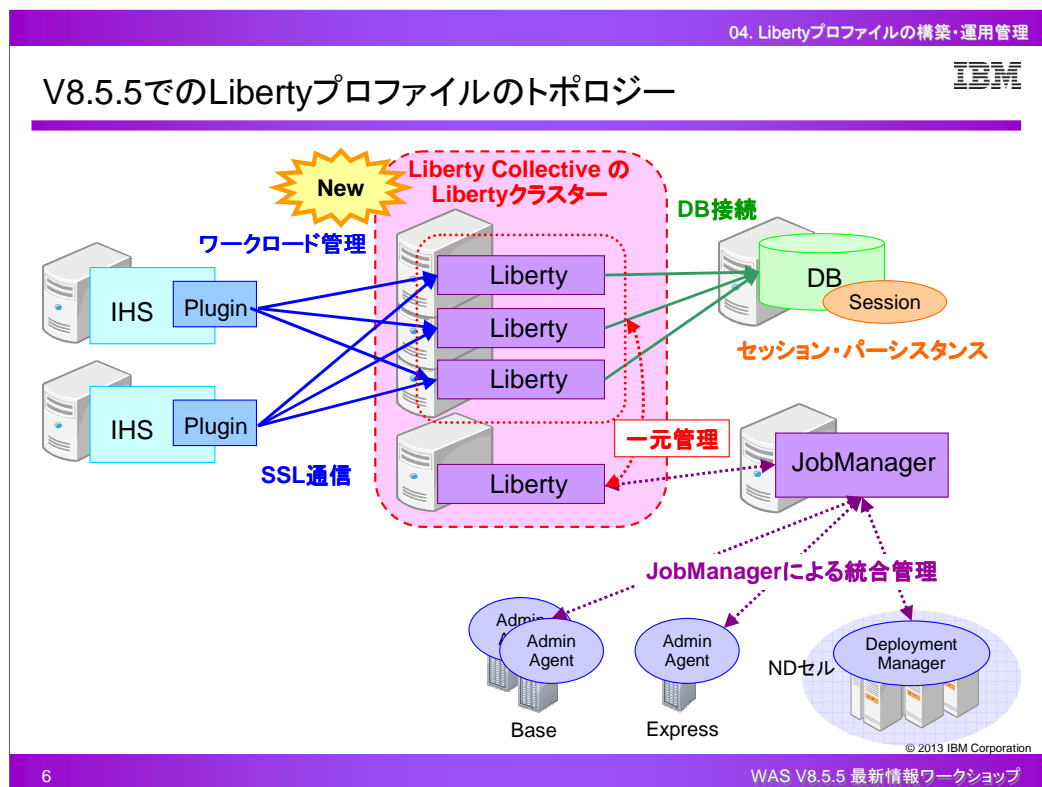 04. Libertyプロファイルの構築・運用管理
V8.5.5でのLibertyプロファイルのトポロジー
IBM
New
Liberty Collective の
Libertyクラスター
DB接続
ワークロード管理
IHS
Plugin
Liberty
Liberty
Liberty
DB
Session
セッション・パーシスタンス
IHS
Plugin
SSL通信
一元管理
Liberty
JobManager
JobManagerによる統合管理
Admin
Admin
Agent
Admin
Agent
Deployment
Manager
NDセル
Base
Express
© 2013 IBM Corporation
6
WAS V8.5.5 最新情報ワークショップ